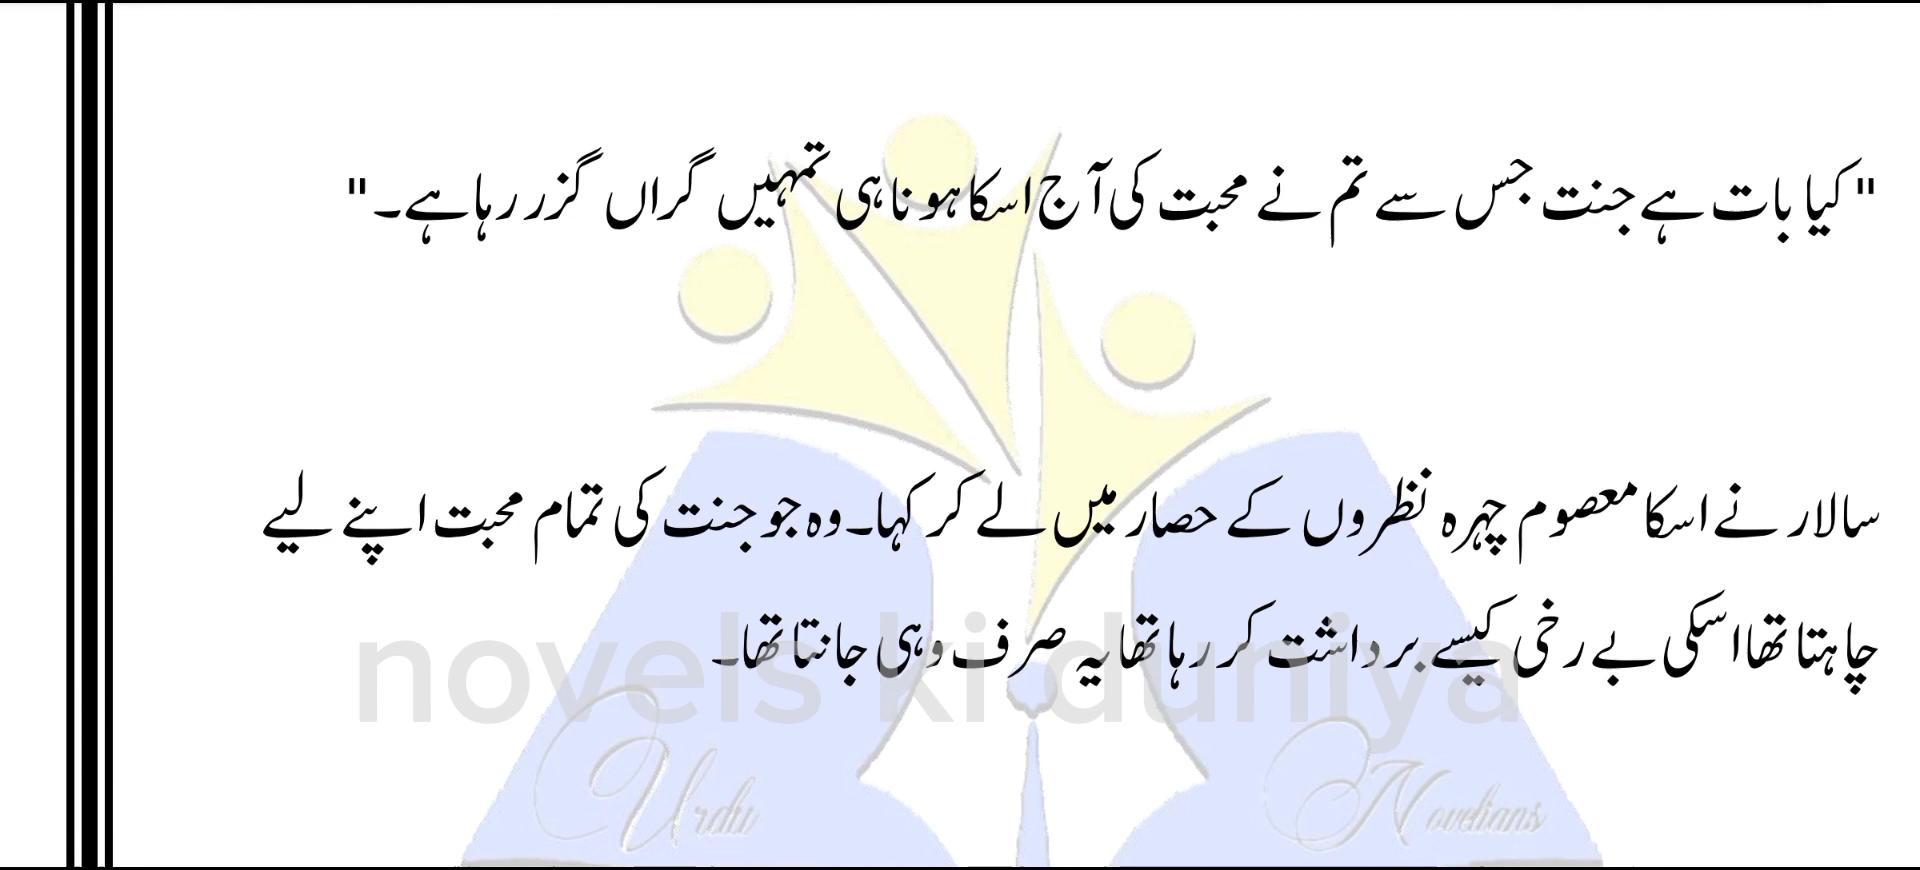 "کیا بات ہے جنت جس سے تم نے محبت کی آج اسکا ہونا ہی تمہیں گراں گزر رہا ہے۔"
سالار نے اسکا معصوم چہرہ نظروں کے حصار میں لے کر کہا۔ وہ جو جنت کی تمام محبت اپنے لیے
چاہتا تھا اسکی بے رخی کیسے برداشت کر رہا تھا یہ صرف وہی جانتا تھا۔
novels ki duniya
Urdu Novelians